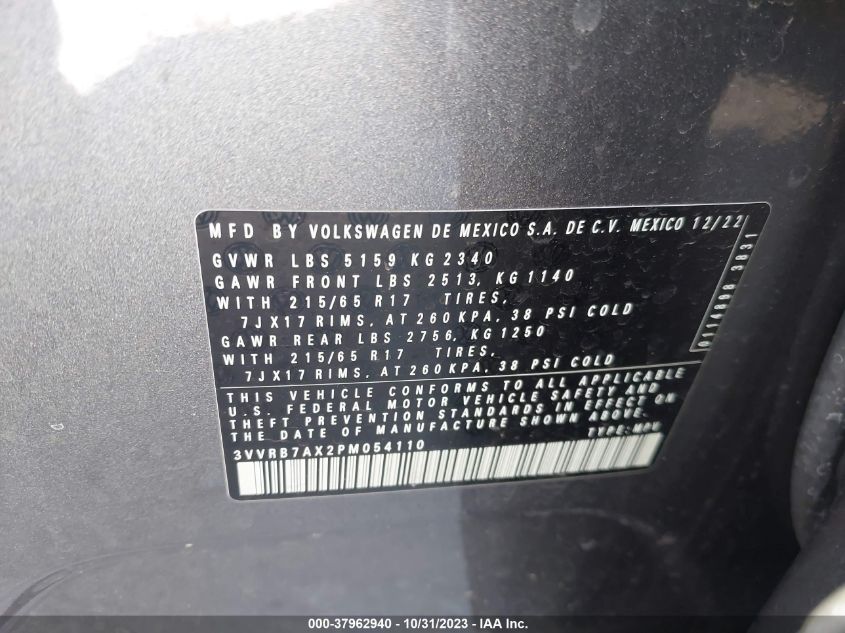 MFD BY VOLKSWAGEN DE MEXICO S.A. DE C.V. MEXICO 12/22
GVWR LBS 5159 KG 2340
GAWR FRONT LBS 2513, KG 1140
WITH 215/65 R17 TIRES,
7JX17 RIMS, AT 260 KPA, 38 PSI COLD
GAWR REAR LBS 2756, KG 1250
WITH 215/65 R17 TIRES,
7JX17 RIMS, AT 260 KPA, 38 PSI COLD
THIS VEHICLE CONFORMS TO ALL APPLICABLE
U.S. FEDERAL MOTOR VEHICLE SAFETY AND
THEFT PREVENTION STANDARDS IN EFFECT ON
THE DATE OF MANUFACTURE SHOWN ABOVE.
3VVRB7AX2PM054110 TYPE: MPV
3831
000-37962940 - 10/31/2023 - IAA Inc.